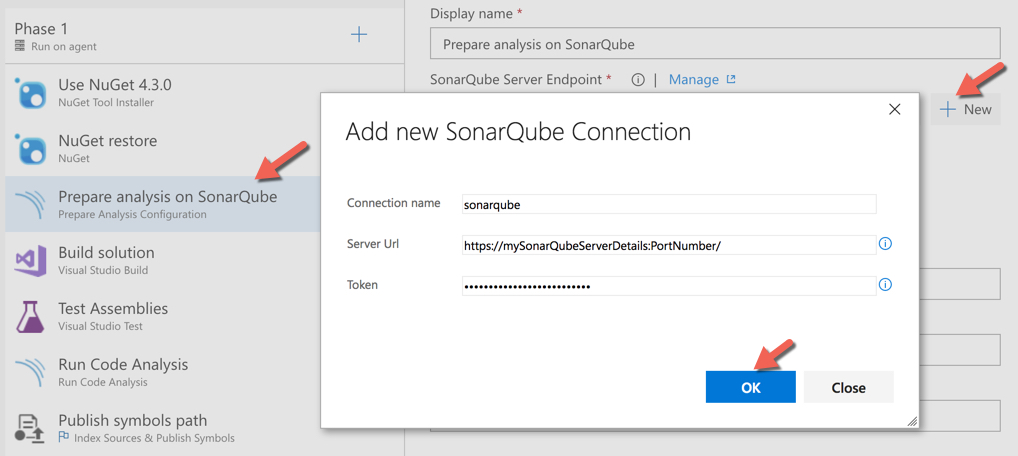 Phase 1
Run on agent
Use NuGet 4.3.0
NuGet Tool Installer
NuGet restore
NuGet
Prepare analysis on SonarQube
Prepare Analysis Configuration
Build solution
Visual Studio Build
Test Assemblies
Visual Studio Test
Run Code Analysis
Run Code Analysis
Publish symbols path
Index Sources & Publish Symbols
Display name *
Prepare analysis on SonarQube
SonarQube Server Endpoint * | Manage
New
Add new SonarQube Connection
Connection name sonarqube
Server Url https://mySonarQubeServerDetails:PortNumber/
Token ••••••••••••••••••••••••••
OK Close